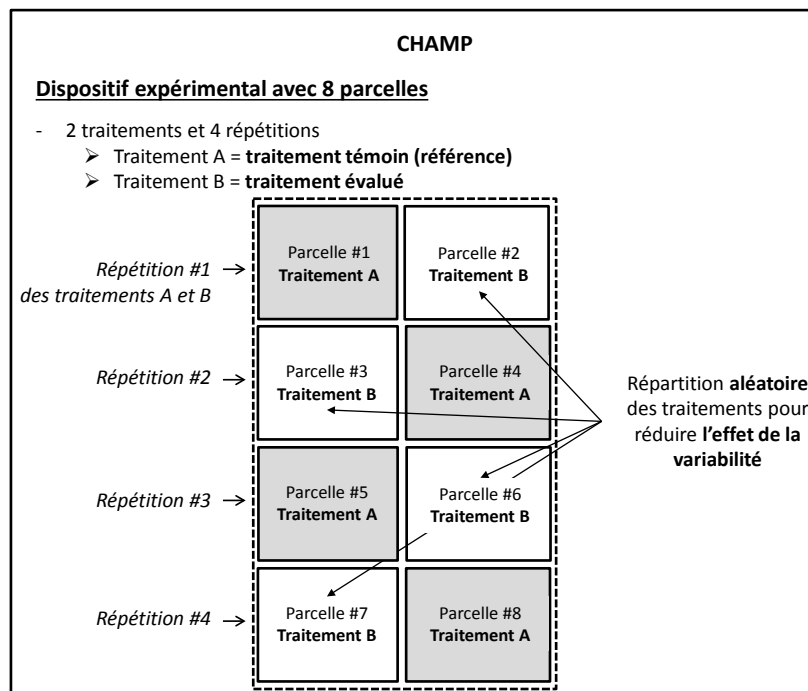 CHAMP
Dispositif expérimental avec 8 parcelles
- 2 traitements et 4 répétitions
➢ Traitement A = traitement témoin (référence)
➢ Traitement B = traitement évalué
Répétition #1
des traitements A et B
Parcelle #1
Traitement A
Parcelle #2
Traitement B
Répétition #2
Parcelle #3
Traitement B
Parcelle #4
Traitement A
Répartition aléatoire
des traitements pour
réduire l'effet de la
variabilité
Répétition #3
Parcelle #5
Traitement A
Parcelle #6
Traitement B
Répétition #4
Parcelle #7
Traitement B
Parcelle #8
Traitement A